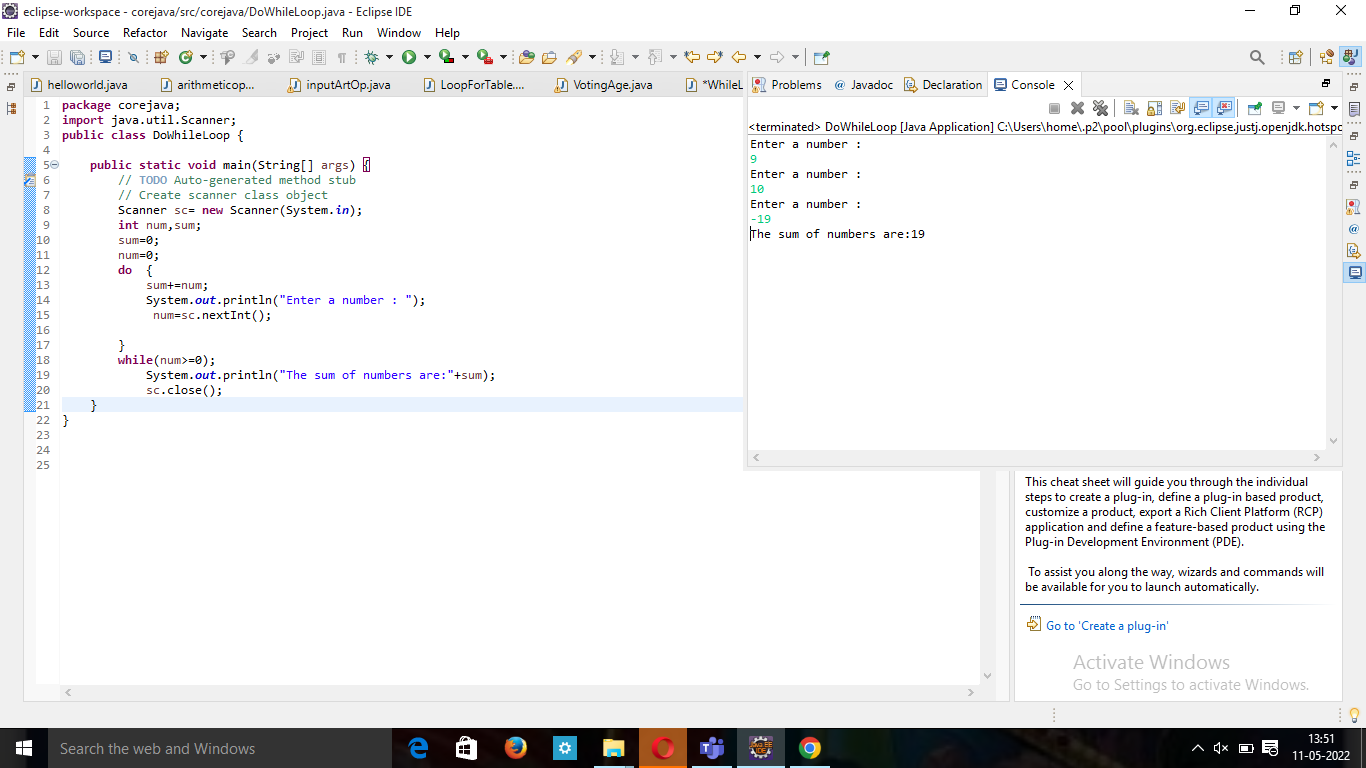 eclipse-workspace - corejava/src/corejava/DoWhileLoop.java - Eclipse IDE
File Edit Source Refactor Navigate Search Project Run Window Help
helloworld.java arithmeticop... inputArtOp.java LoopForTable.... VotingAge.java *WhileL
1 package corejava;
2 import java.util.Scanner;
3 public class DoWhileLoop {
4
5 public static void main(String[] args) {
6 // TODO Auto-generated method stub
7 // Create scanner class object
8 Scanner sc= new Scanner(System.in);
9 int num,sum;
10 sum=0;
11 num=0;
12 do {
13 sum+=num;
14 System.out.println("Enter a number : ");
15 num=sc.nextInt();
16
17 }
18 while(num>=0);
19 System.out.println("The sum of numbers are:"+sum);
20 sc.close();
21 }
22 }
23
24
25
Problems @ Javadoc Declaration Console
<terminated> DoWhileLoop [Java Application] C:\Users\home\.p2\pool\plugins\org.eclipse.justj.openjdk.hotspo
Enter a number :
9
Enter a number :
10
Enter a number :
-19
The sum of numbers are:19
This cheat sheet will guide you through the individual
steps to create a plug-in, define a plug-in based product,
customize a product, export a Rich Client Platform (RCP)
application and define a feature-based product using the
Plug-in Development Environment (PDE).
To assist you along the way, wizards and commands will
be available for you to launch automatically.
Go to 'Create a plug-in'
Activate Windows
Go to Settings to activate Windows.
Search the web and Windows
13:51
11-05-2022